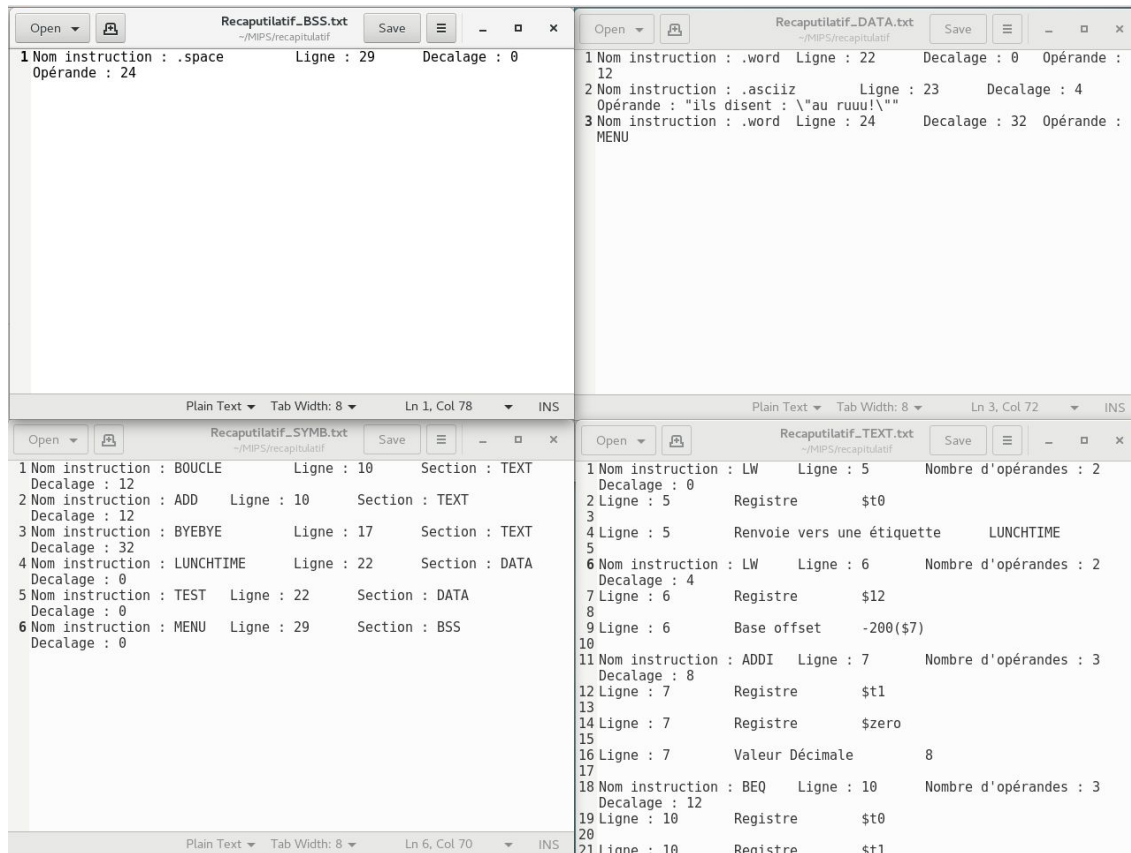 Open
Recaputilatif_BSS.txt
~/MIPS/recapitulatif
Save
1 Nom instruction : .space Ligne : 29 Decalage : 0
Opérande : 24
Plain Text Tab Width: 8 Ln 1, Col 78 INS
Open
Recaputilatif_DATA.txt
~/MIPS/recapitulatif
Save
1 Nom instruction : .word Ligne : 22 Decalage : 0 Opérande :
12
2 Nom instruction : .asciiz Ligne : 23 Decalage : 4
Opérande : "ils disent : \"au ruuu!\""
3 Nom instruction : .word Ligne : 24 Decalage : 32 Opérande :
MENU
Plain Text Tab Width: 8 Ln 3, Col 72 INS
Open
Recaputilatif_SYMB.txt
~/MIPS/recapitulatif
Save
1 Nom instruction : BOUCLE Ligne : 10 Section : TEXT
Decalage : 12
2 Nom instruction : ADD Ligne : 10 Section : TEXT
Decalage : 12
3 Nom instruction : BYEBYE Ligne : 17 Section : TEXT
Decalage : 32
4 Nom instruction : LUNCHTIME Ligne : 22 Section : DATA
Decalage : 0
5 Nom instruction : TEST Ligne : 22 Section : DATA
Decalage : 0
6 Nom instruction : MENU Ligne : 29 Section : BSS
Decalage : 0
Plain Text Tab Width: 8 Ln 6, Col 70 INS
Open
Recaputilatif_TEXT.txt
~/MIPS/recapitulatif
Save
1 Nom instruction : LW Ligne : 5 Nombre d'opérandes : 2
Decalage : 0
2 Ligne : 5 Registre $t0
3
4 Ligne : 5 Renvoie vers une étiquette LUNCHTIME
5
6 Nom instruction : LW Ligne : 6 Nombre d'opérandes : 2
Decalage : 4
7 Ligne : 6 Registre $12
8
9 Ligne : 6 Base offset -200($7)
10
11 Nom instruction : ADDI Ligne : 7 Nombre d'opérandes : 3
Decalage : 8
12 Ligne : 7 Registre $t1
13
14 Ligne : 7 Registre $zero
15
16 Ligne : 7 Valeur Décimale 8
17
18 Nom instruction : BEQ Ligne : 10 Nombre d'opérandes : 3
Decalage : 12
19 Ligne : 10 Registre $t0
20
21 Ligne : 10 Registre $t1